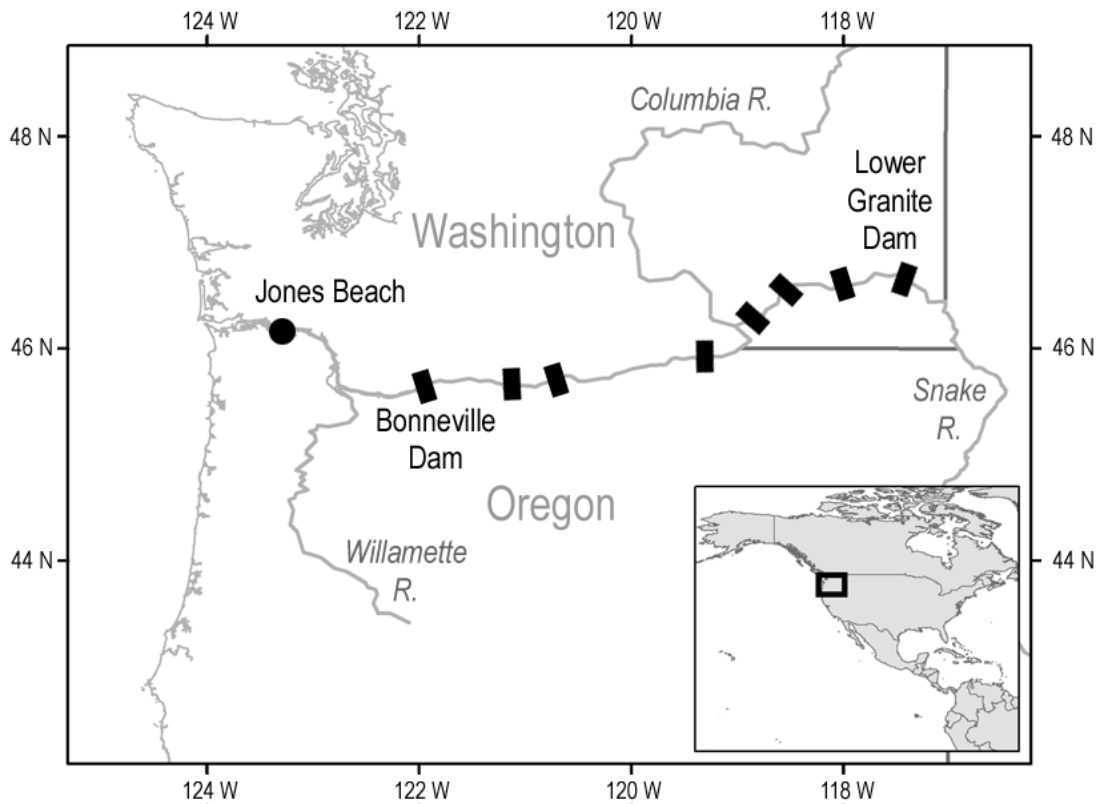 124 W
122 W
120 W
118 W
48 N
48 N
Columbia R.
Lower
Granite
Dam
Washington
Jones Beach
46 N
46 N
Snake
R.
Bonneville
Dam
Oregon
Willamette
R.
44 N
44 N
124 W
122 W
120 W
118 W